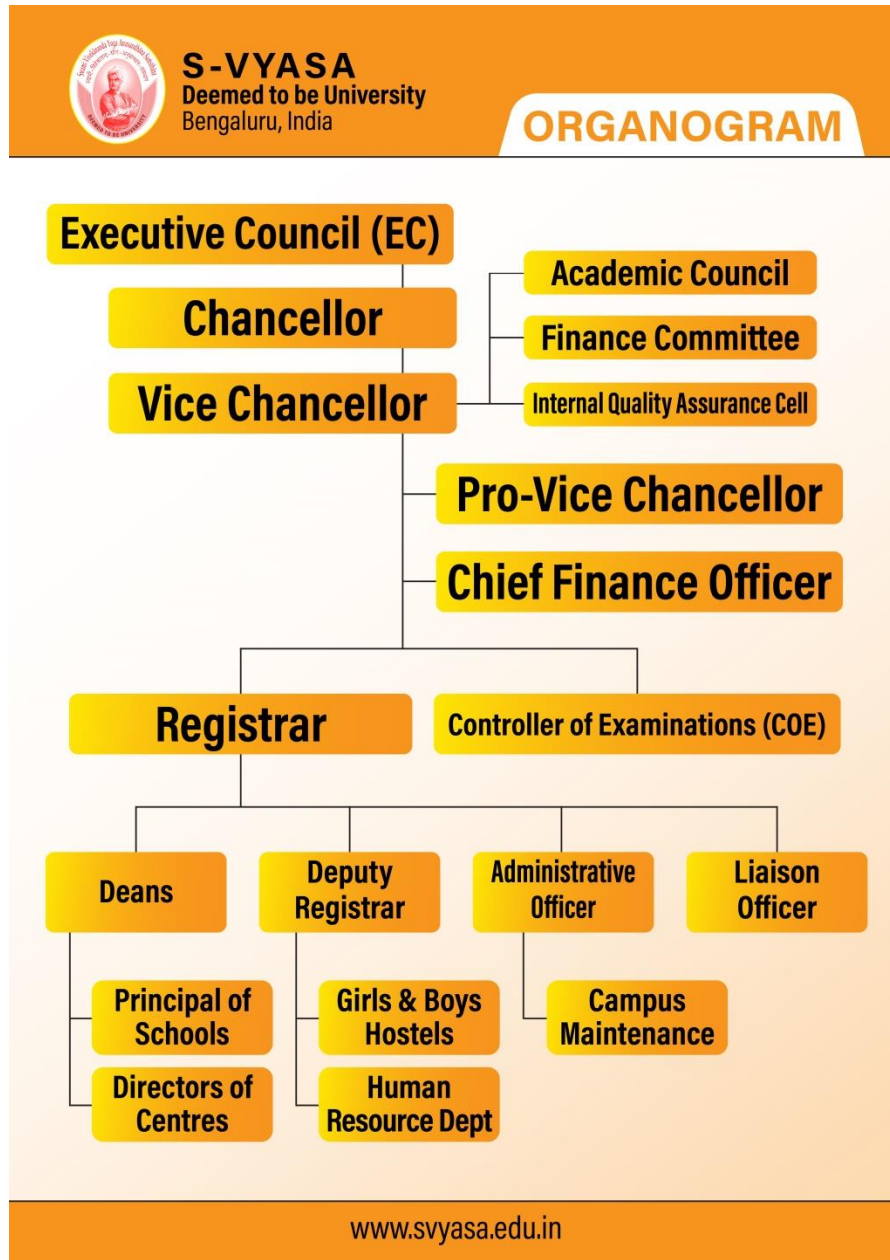 S-VYASA
Deemed to be University
Bengaluru, India
ORGANOGRAM
Executive Council (EC)
Chancellor
Vice Chancellor
Academic Council
Finance Committee
Internal Quality Assurance Cell
Pro-Vice Chancellor
Chief Finance Officer
Registrar
Controller of Examinations (COE)
Deans
Deputy
Registrar
Administrative
Officer
Liaison
Officer
Principal of
Schools
Directors of
Centres
Girls & Boys
Hostels
Human
Resource Dept
Campus
Maintenance
www.svyasa.edu.in